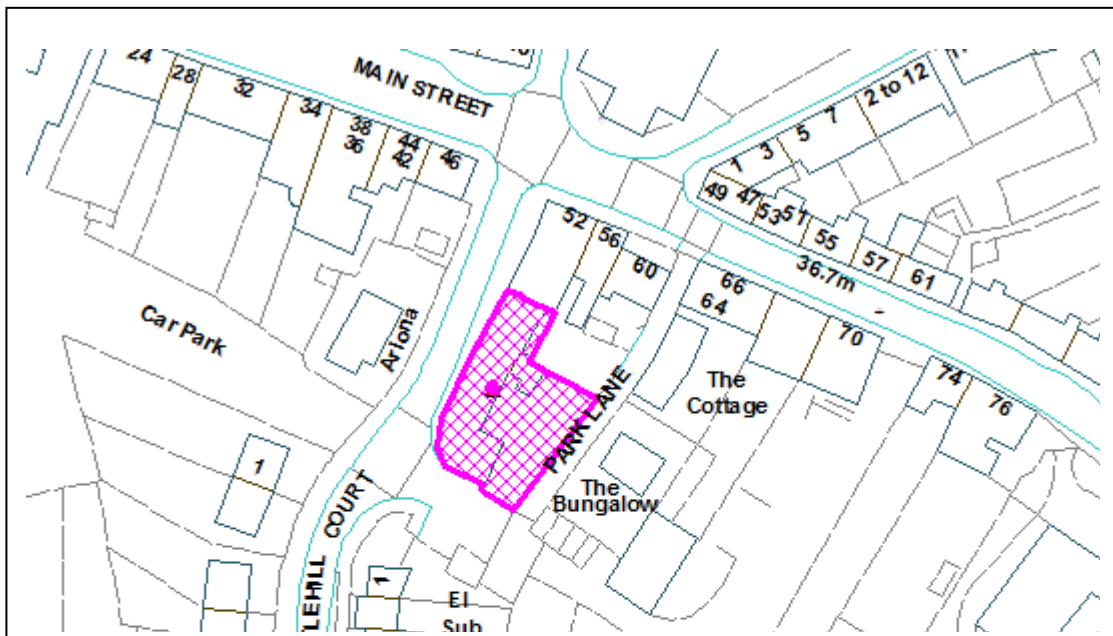 MAIN STREET
24
28
32
34
38
36
44
42
46
2 to 12
7
5
3
1
49
47
53
51
55
57
61
52
56
60
36.7m
66
64
70
74
76
Car Park
Arlona
The
Cottage
PARK LANE
The
Bungalow
1
LEHILL COURT
1
El
Sub